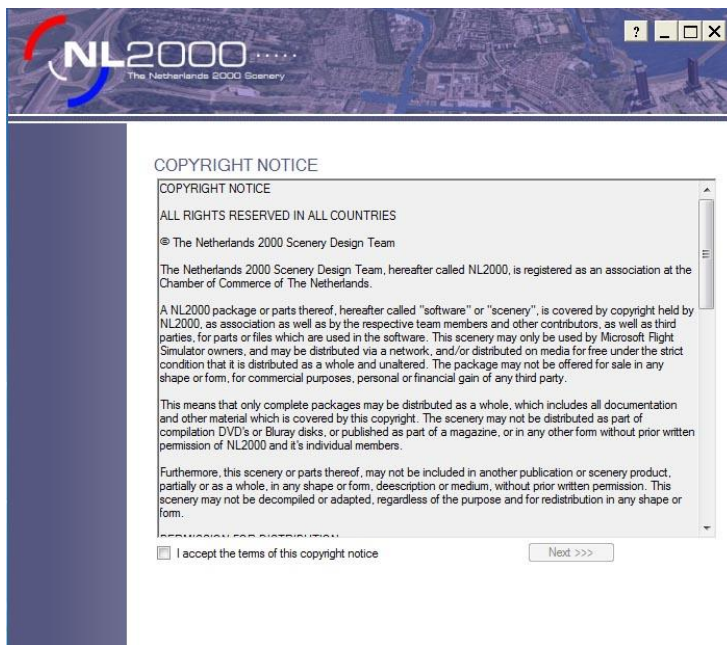 NL2000
The Netherlands 2000 Scenery
?
COPYRIGHT NOTICE
COPYRIGHT NOTICE
ALL RIGHTS RESERVED IN ALL COUNTRIES
© The Netherlands 2000 Scenery Design Team
The Netherlands 2000 Scenery Design Team, hereafter called NL2000, is registered as an association at the
Chamber of Commerce of The Netherlands.
A NL2000 package or parts thereof, hereafter called "software" or "scenery", is covered by copyright held by
NL2000, as association as well as by the respective team members and other contributors, as well as third
parties, for parts or files which are used in the software. This scenery may only be used by Microsoft Flight
Simulator owners, and may be distributed via a network, and/or distributed on media for free under the strict
condition that it is distributed as a whole and unaltered. The package may not be offered for sale in any
shape or form, for commercial purposes, personal or financial gain of any third party.
This means that only complete packages may be distributed as a whole, which includes all documentation
and other material which is covered by this copyright. The scenery may not be distributed as part of
compilation DVD's or Bluray disks, or published as part of a magazine, or in any other form without prior written
permission of NL2000 and it's individual members.
Furthermore, this scenery or parts thereof, may not be included in another publication or scenery product,
partially or as a whole, in any shape or form, deescription or medium, without prior written permission. This
scenery may not be decompiled or adapted, regardless of the purpose and for redistribution in any shape or
form.
PERMISSION FOR DISTRIBUTION
I accept the terms of this copyright notice
Next >>>